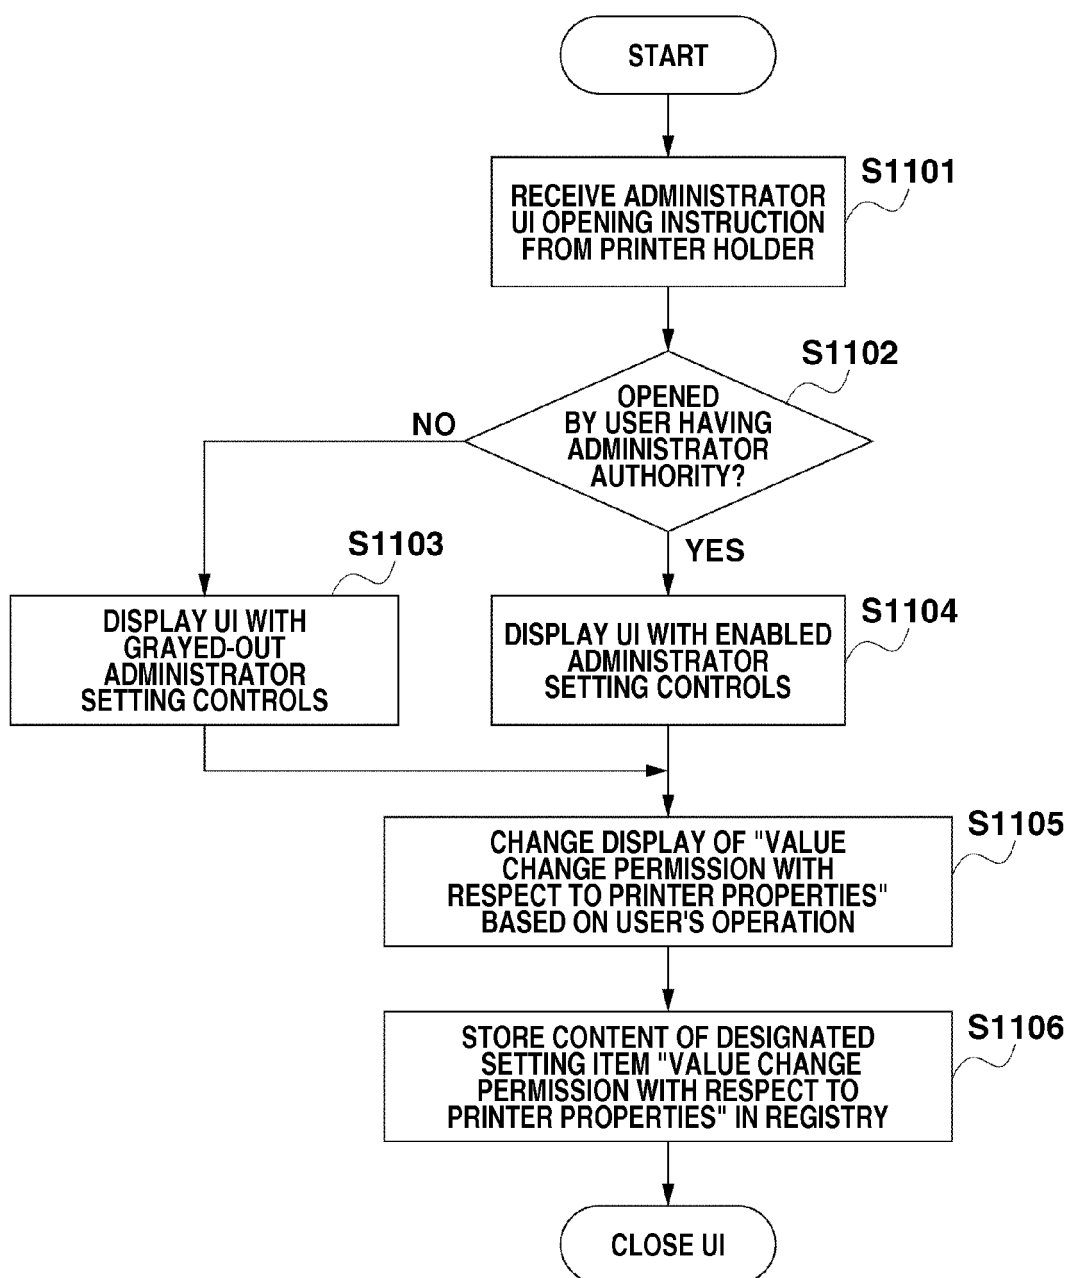 START
S1101
RECEIVE ADMINISTRATOR
UI OPENING INSTRUCTION
FROM PRINTER HOLDER
S1102
OPENED
BY USER HAVING
ADMINISTRATOR
AUTHORITY?
NO
YES
S1103
DISPLAY UI WITH
GRAYED-OUT
ADMINISTRATOR
SETTING CONTROLS
S1104
DISPLAY UI WITH ENABLED
ADMINISTRATOR
SETTING CONTROLS
S1105
CHANGE DISPLAY OF "VALUE
CHANGE PERMISSION WITH
RESPECT TO PRINTER PROPERTIES"
BASED ON USER'S OPERATION
S1106
STORE CONTENT OF DESIGNATED
SETTING ITEM "VALUE CHANGE
PERMISSION WITH RESPECT TO
PRINTER PROPERTIES" IN REGISTRY
CLOSE UI